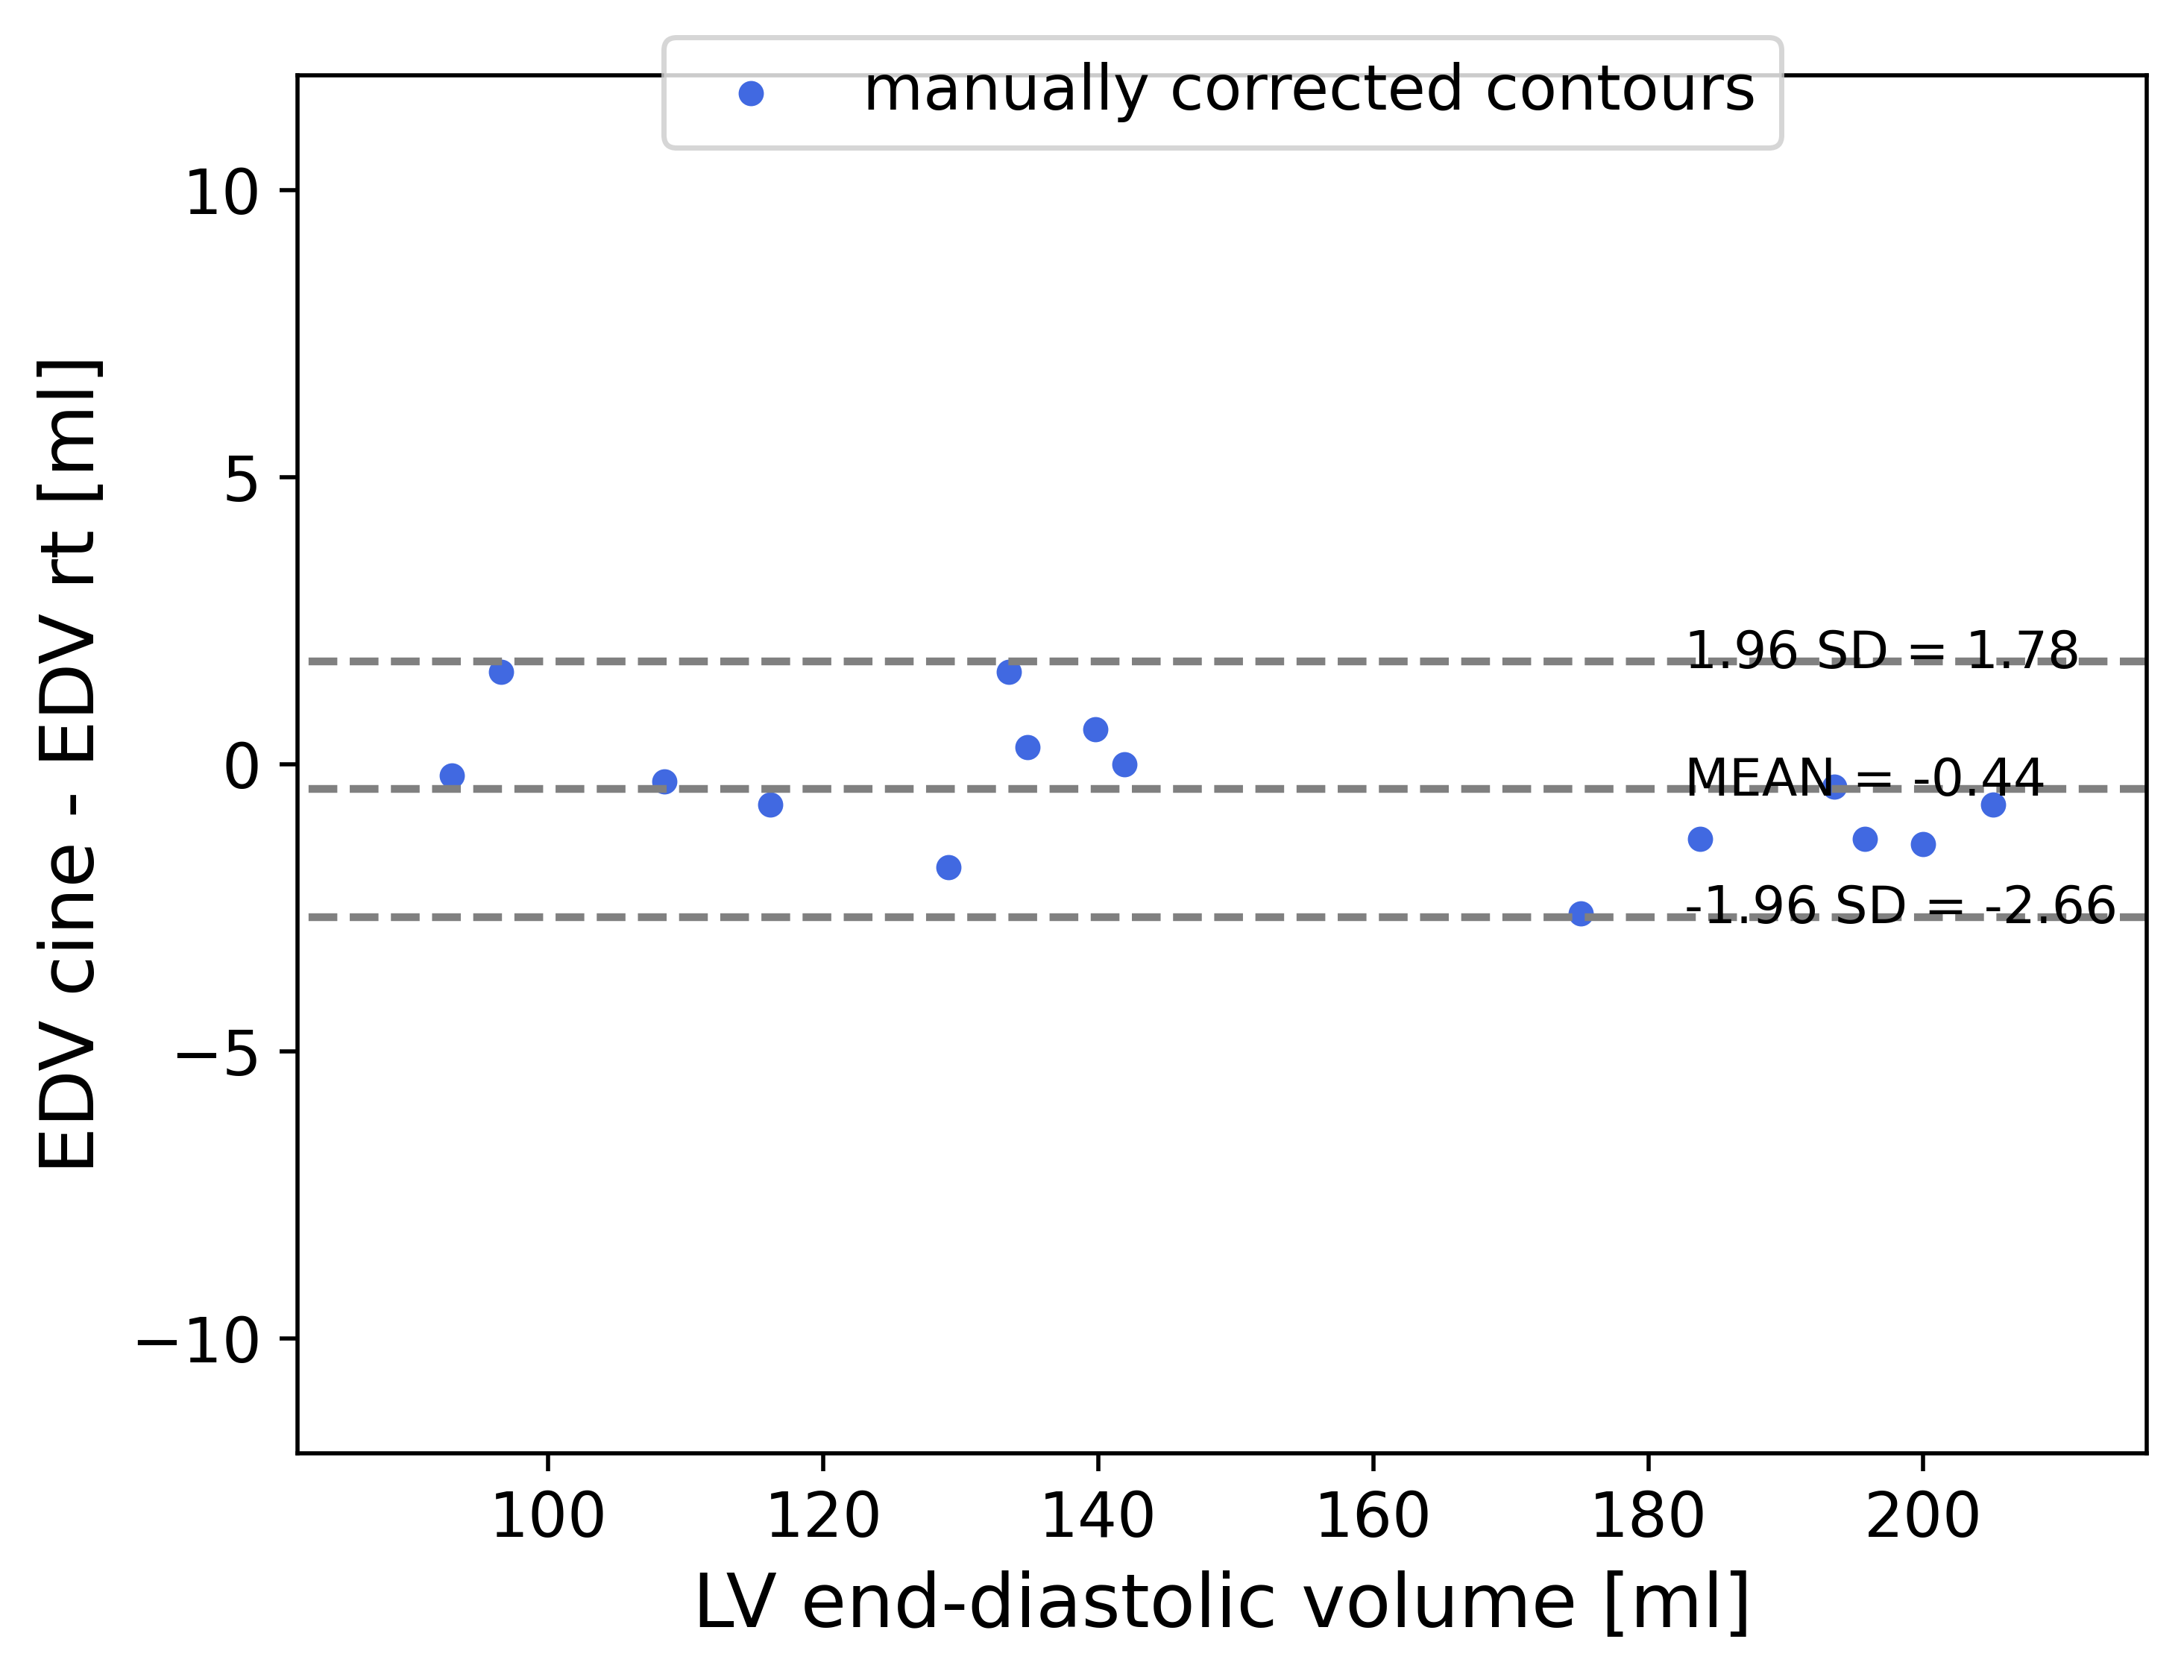 manually corrected contours
10
5
0
−5
−10
EDV cine - EDV rt [ml]
1.96 SD = 1.78
MEAN = -0.44
-1.96 SD = -2.66
100 120 140 160 180 200
LV end-diastolic volume [ml]